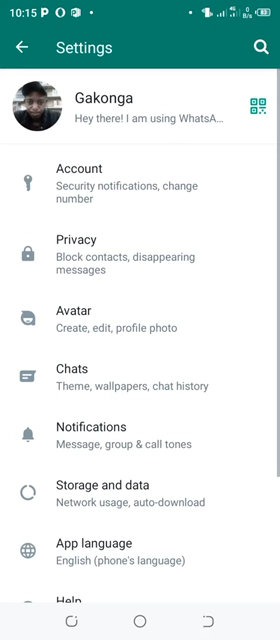 10:15 P
0
B/s
83
Settings
Gakonga
Hey there! I am using WhatsA...
Account
Security notifications, change
number
Privacy
Block contacts, disappearing
messages
Avatar
Create, edit, profile photo
Chats
Theme, wallpapers, chat history
Notifications
Message, group & call tones
Storage and data
Network usage, auto-download
App language
English (phone's language)
Help